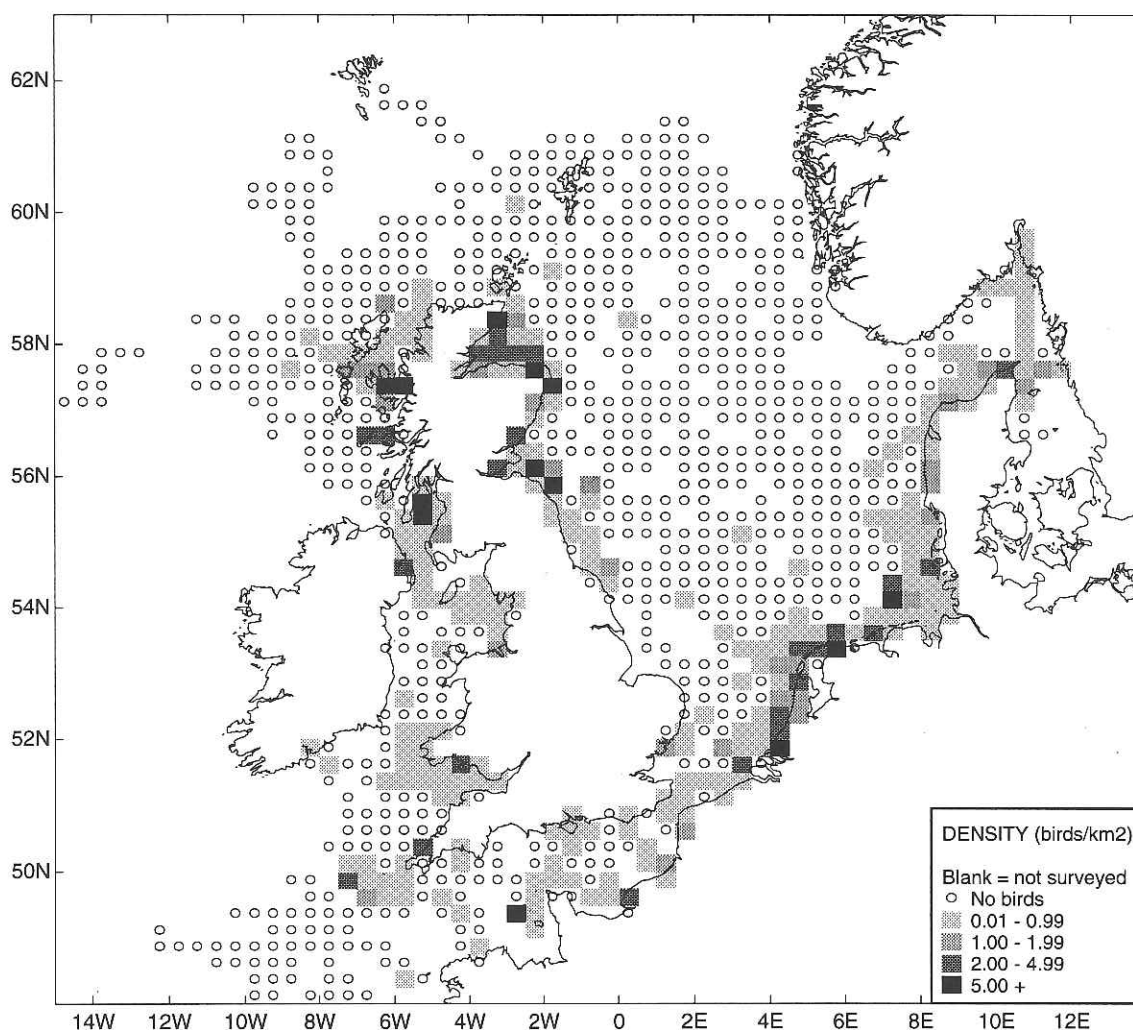 62N
60N
58N
56N
54N
52N
50N
DENSITY (birds/km2)
Blank = not surveyed
No birds
0.01 - 0.99
1.00 - 1.99
2.00 - 4.99
5.00 +
14W 12W 10W 8W 6W 4W 2W 0 2E 4E 6E 8E 10E 12E